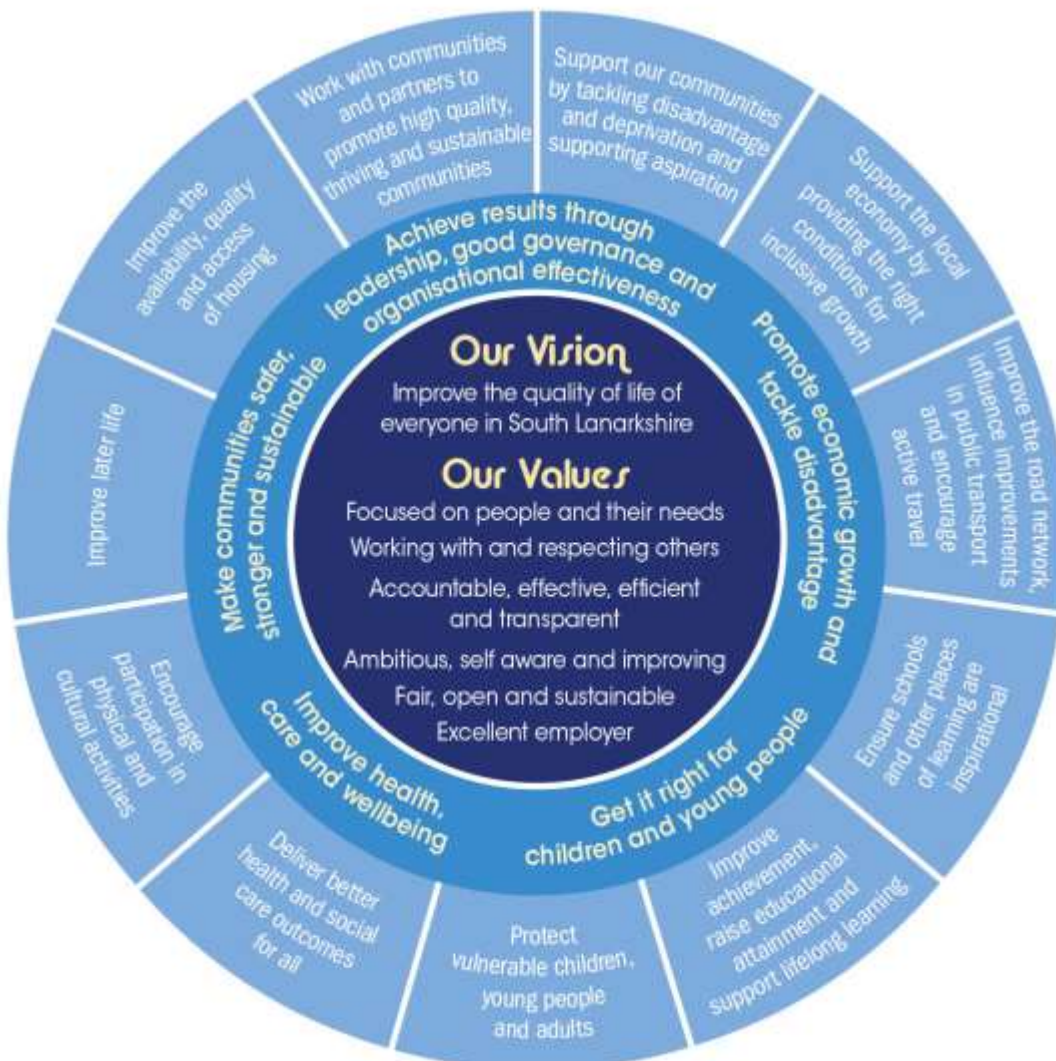 Our Vision
Improve the quality of life of
everyone in South Lanarkshire
Our Values
Focused on people and their needs
Working with and respecting others
Accountable, effective, efficient
and transparent
Ambitious, self aware and improving
Fair, open and sustainable
Excellent employer
Achieve results through
leadership, good governance and
organisational effectiveness
Promote economic growth and
tackle disadvantage
Get it right for
children and young people
Improve health,
care and wellbeing
Make communities safer,
stronger and sustainable
Support our communities
by tackling disadvantage
and deprivation and
supporting aspiration
Support the local
economy by
providing the right
conditions for
inclusive growth
Improve the road network,
influence improvements
in public transport
and encourage
active travel
Ensure schools
and other places
of learning are
inspirational
Improve
achievement,
raise educational
attainment and
support lifelong learning
Protect
vulnerable children,
young people
and adults
Deliver better
health and social
care outcomes
for all
Encourage
participation in
physical and
cultural activities
Improve later life
Improve the
availability, quality
and access
of housing
Work with communities
and partners to
promote high quality,
thriving and sustainable
communities